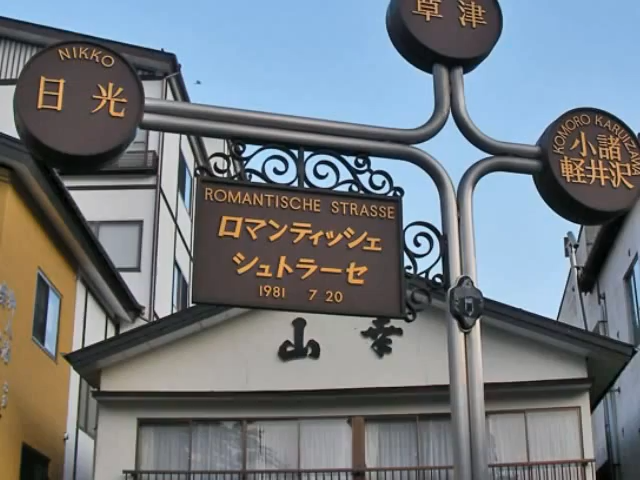 草津
NIKKO
日光
KOMORO KARUIZAWA
小諸
軽井沢
ROMANTISCHE STRASSE
ロマンティッシェ
シュトラーセ
1981 7 20
山幸